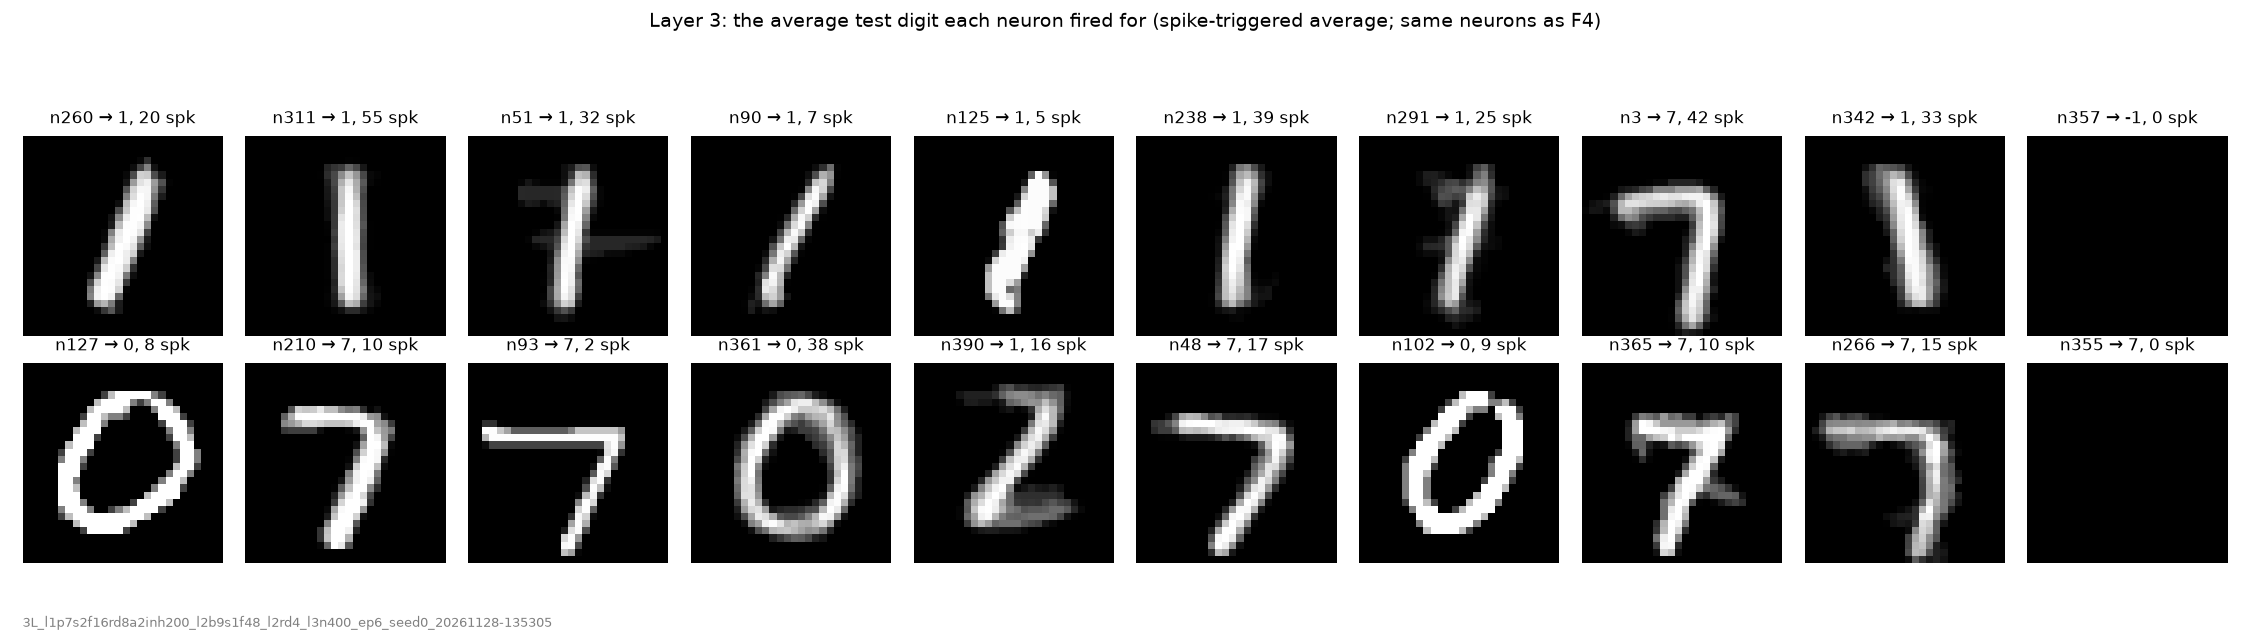 Layer 3: the average test digit each neuron fired for (spike-triggered average; same neurons as F4)
n260 → 1, 20 spk
n311 → 1, 55 spk
n51 → 1, 32 spk
n90 → 1, 7 spk
n125 → 1, 5 spk
n238 → 1, 39 spk
n291 → 1, 25 spk
n3 → 7, 42 spk
n342 → 1, 33 spk
n357 → -1, 0 spk
n127 → 0, 8 spk
n210 → 7, 10 spk
n93 → 7, 2 spk
n361 → 0, 38 spk
n390 → 1, 16 spk
n48 → 7, 17 spk
n102 → 0, 9 spk
n365 → 7, 10 spk
n266 → 7, 15 spk
n355 → 7, 0 spk
3L_l1p7s2f16rd8a2inh200_l2b9s1f48_l2rd4_l3n400_ep6_seed0_20261128-135305